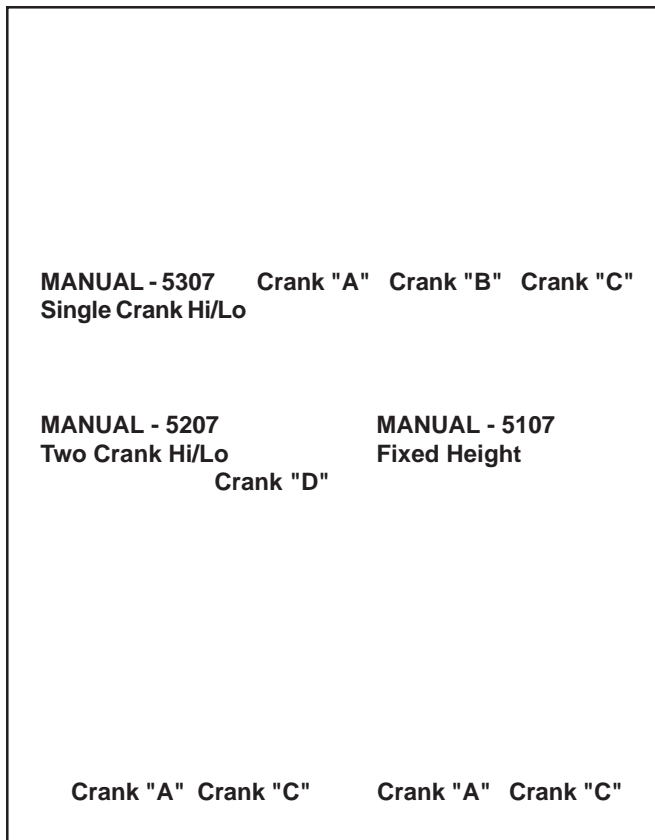 MANUAL - 5307 Crank "A" Crank "B" Crank "C"
Single Crank Hi/Lo
MANUAL - 5207 MANUAL - 5107
Two Crank Hi/Lo Fixed Height
Crank "D"
Crank "A" Crank "C" Crank "A" Crank "C"